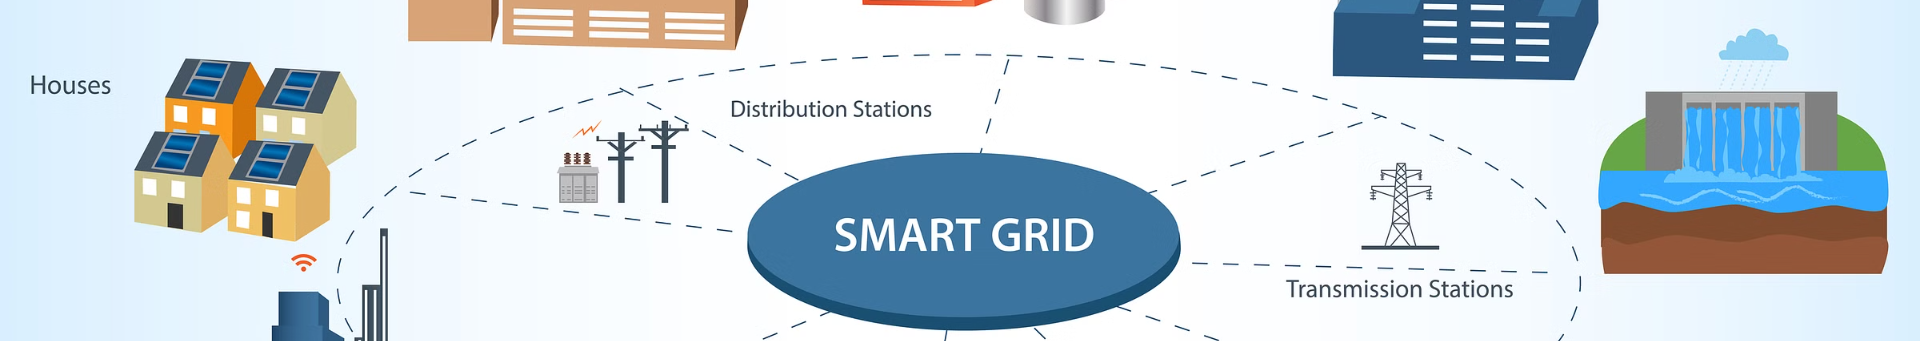 Houses
Distribution Stations
SMART GRID
Transmission Stations